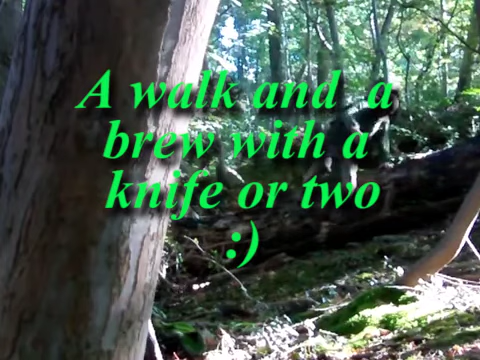 A walk and a
brew with a
knife or two
:)